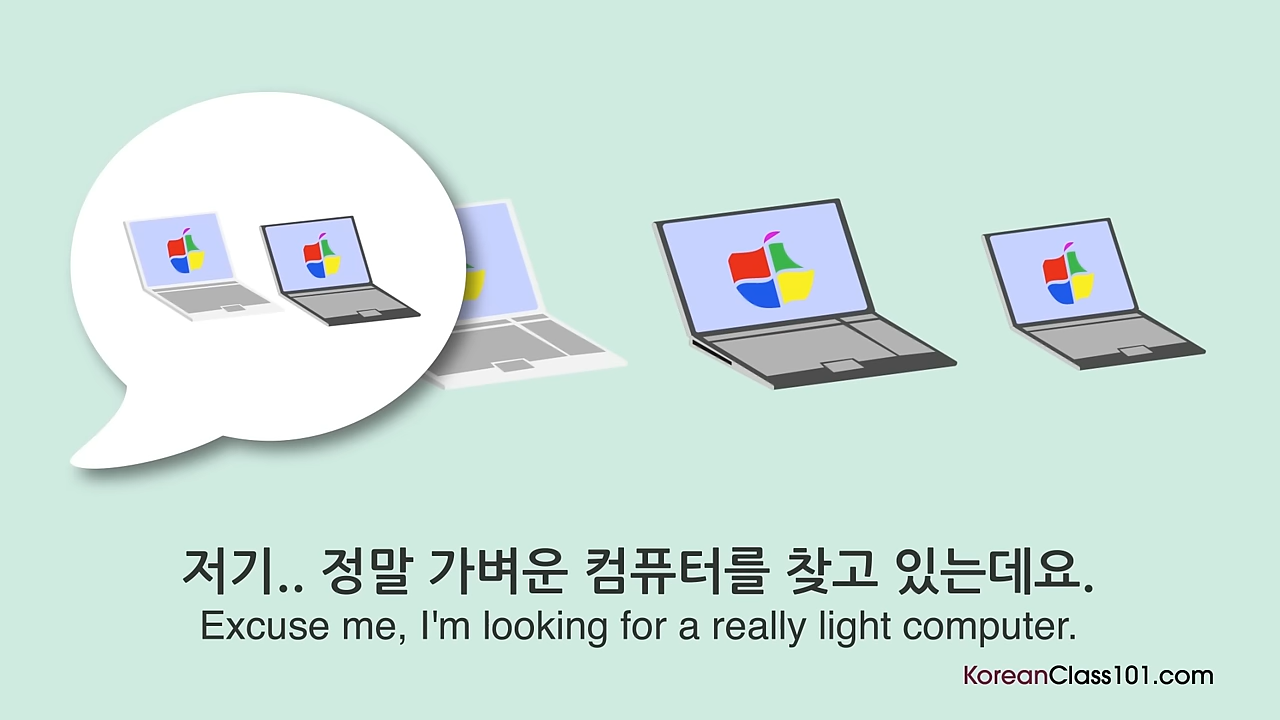 저기.. 정말 가벼운 컴퓨터를 찾고 있는데요.
Excuse me, I'm looking for a really light computer.
KoreanClass101.com